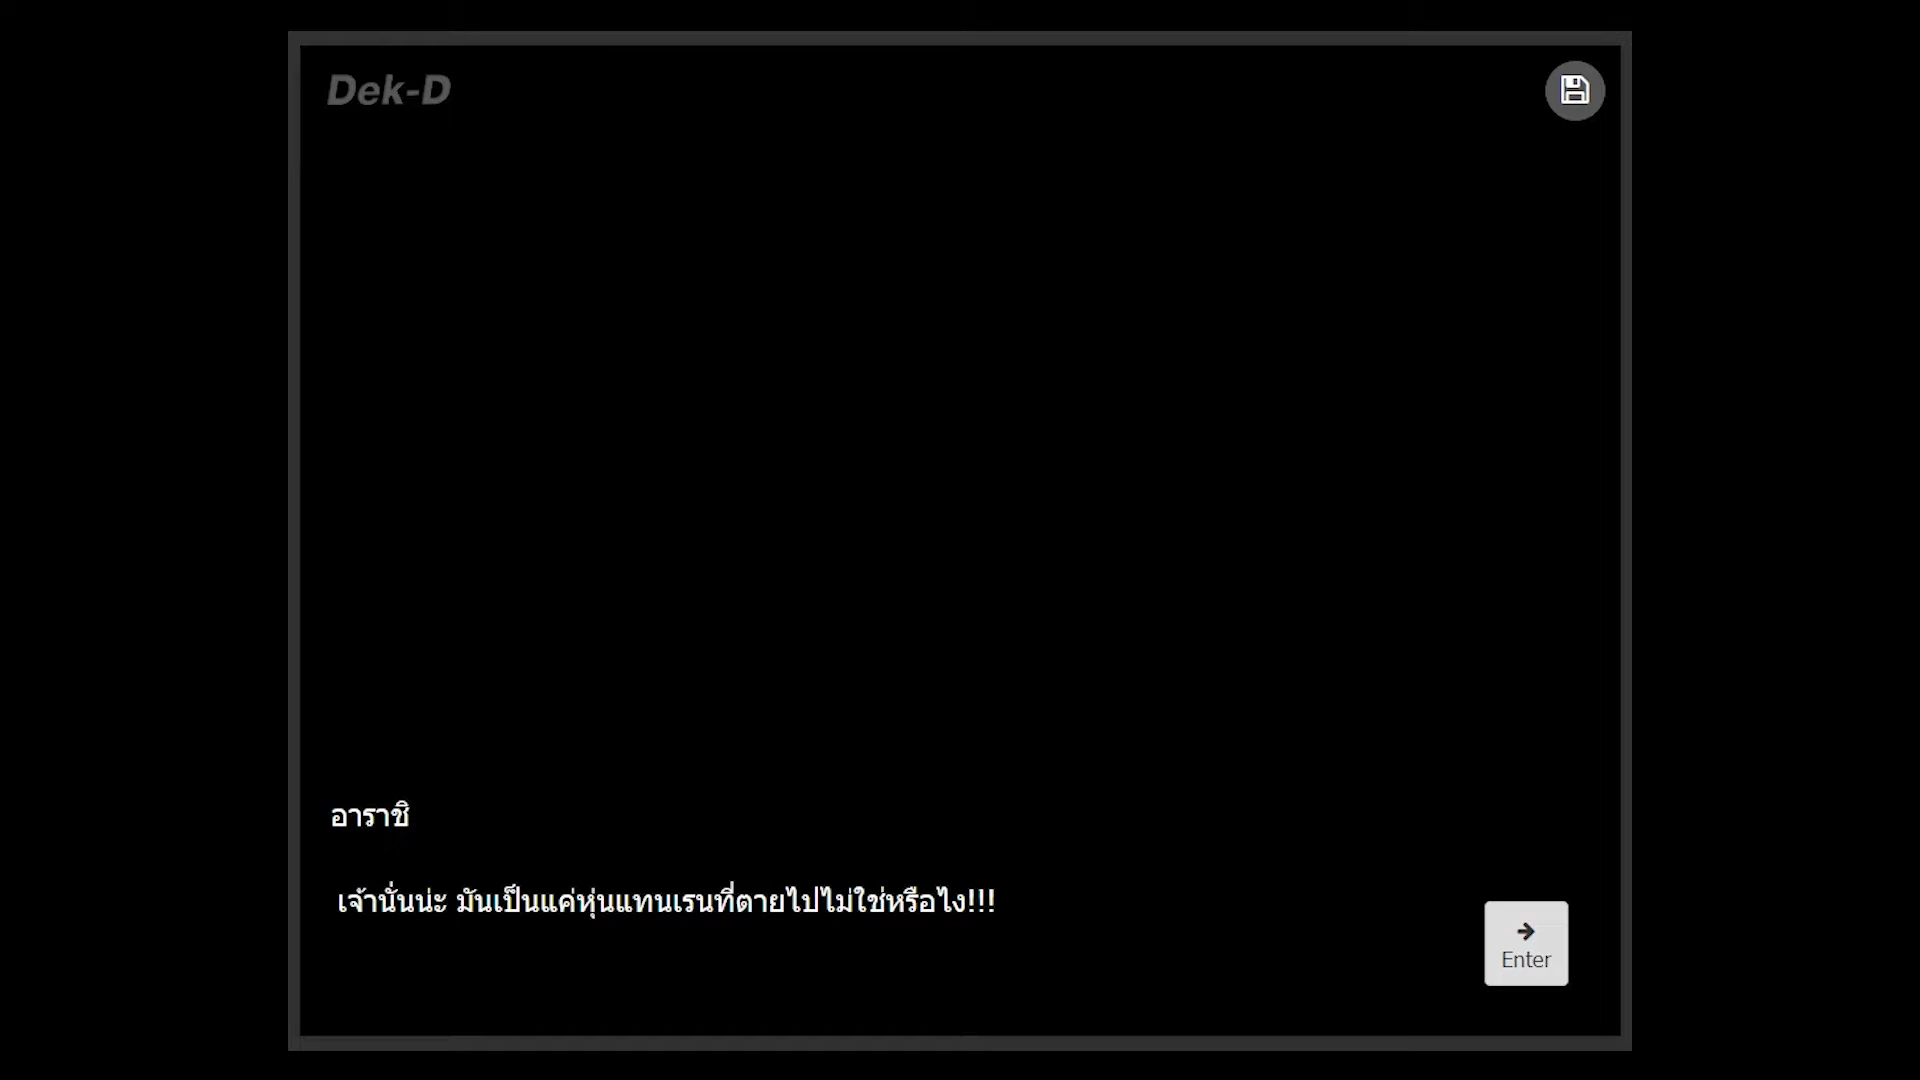 Dek-D
อาราชิ
เจ้านั่นน่ะ มันเป็นแค่หุ่นแทนเรนที่ตายไปไม่ใช่หรือไง!!!
Enter